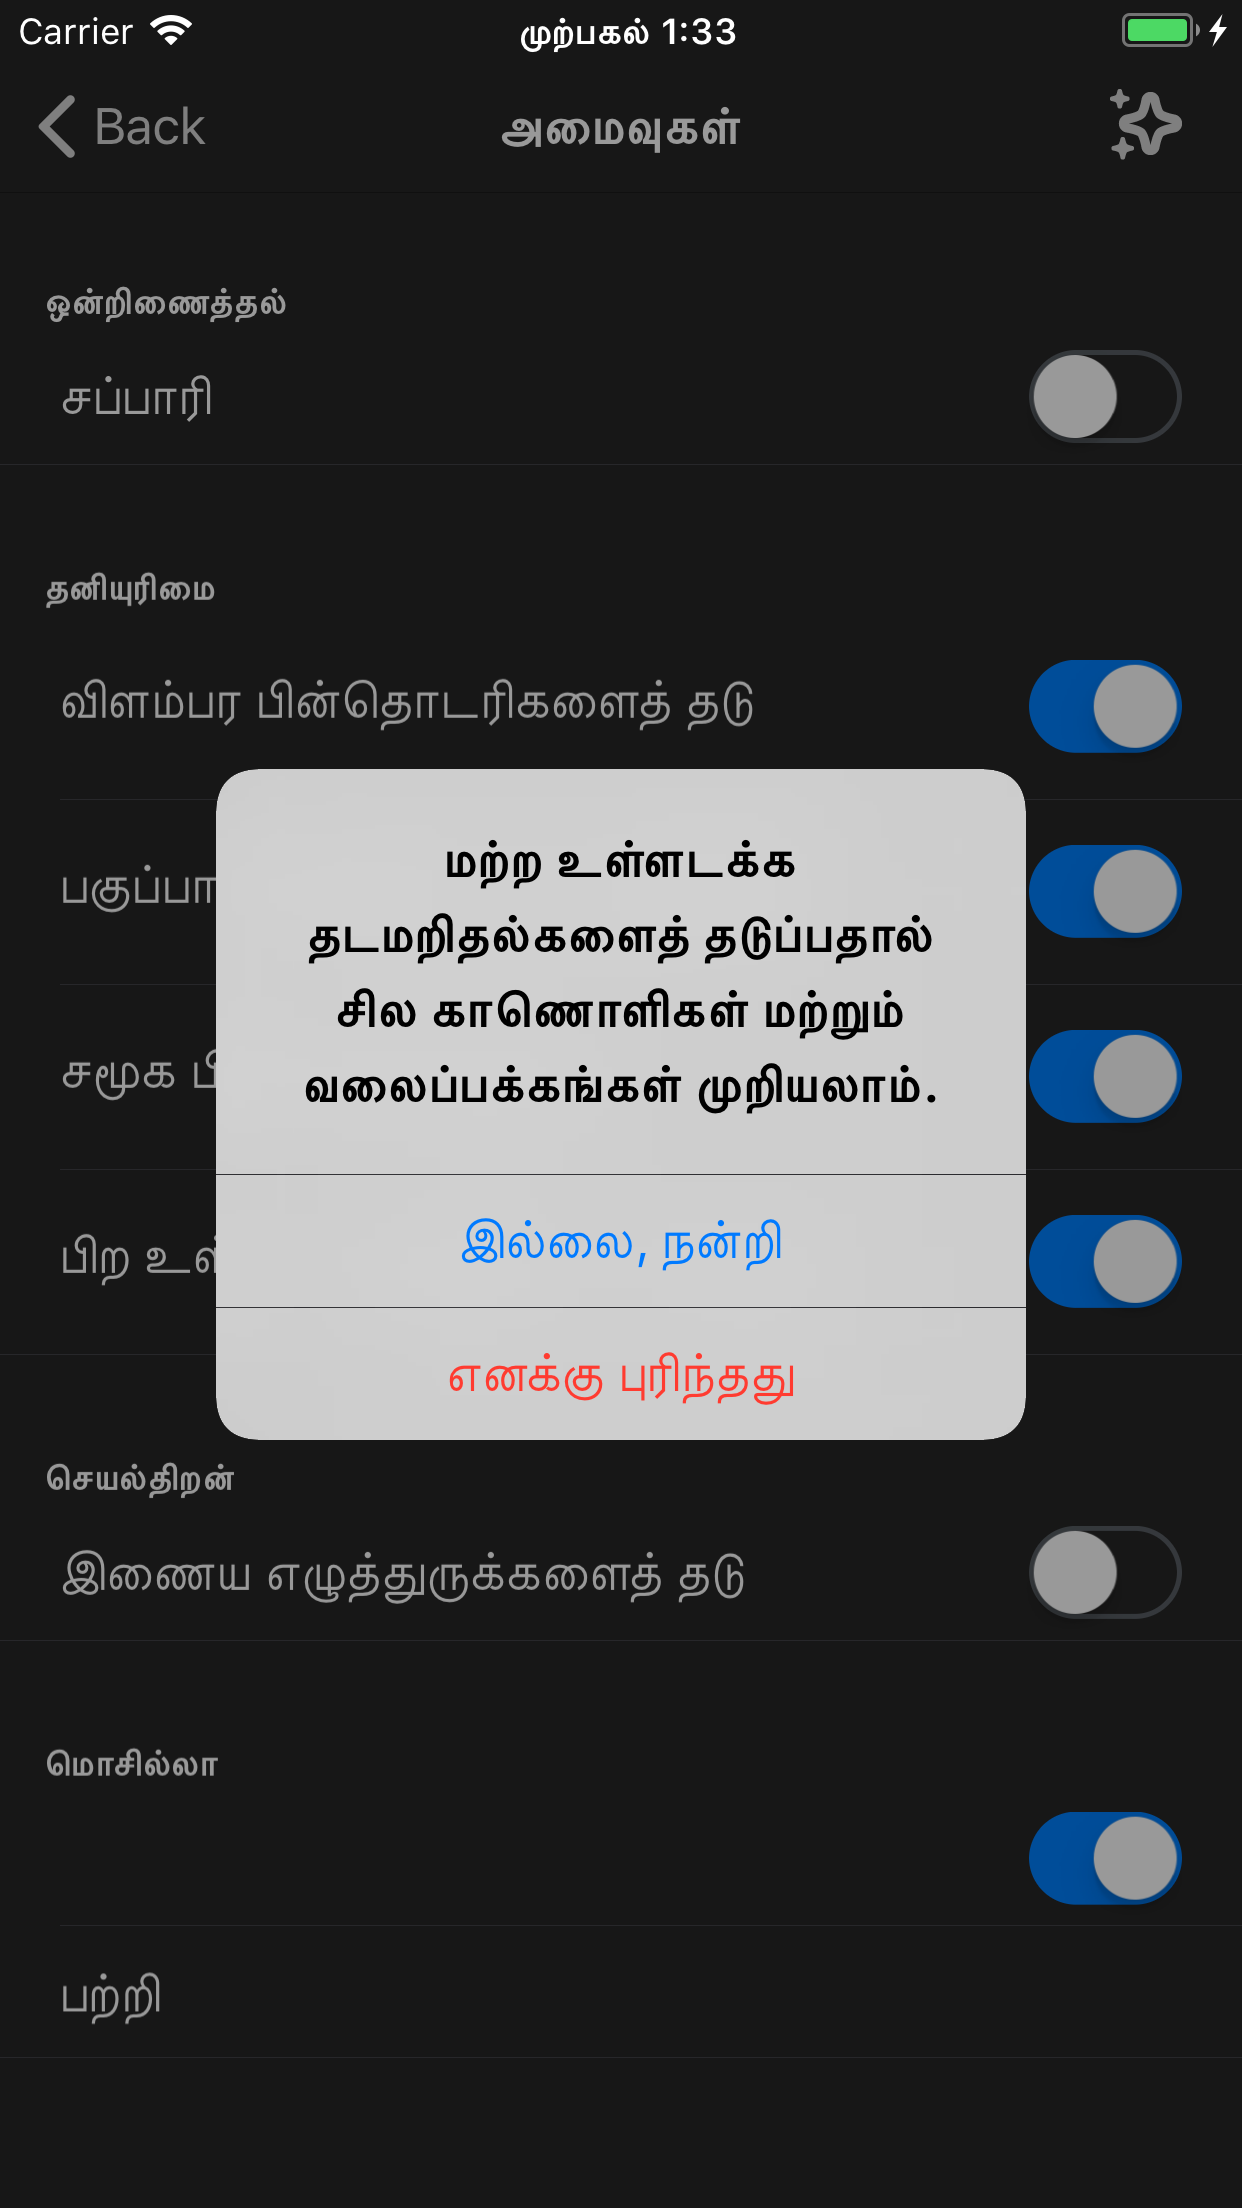 Carrier முற்பகல் 1:33
Back அமைவுகள்
ஒன்றிணைத்தல்
சப்பாரி
தனியுரிமை
விளம்பர பின்தொடரிகளைத் தடு
பகுப்பா
சமூக பி
பிற உள்
மற்ற உள்ளடக்க
தடமறிதல்களைத் தடுப்பதால்
சில காணொளிகள் மற்றும்
வலைப்பக்கங்கள் முறியலாம்.
இல்லை, நன்றி
எனக்கு புரிந்தது
செயல்திறன்
இணைய எழுத்துருக்களைத் தடு
மொசில்லா
பற்றி